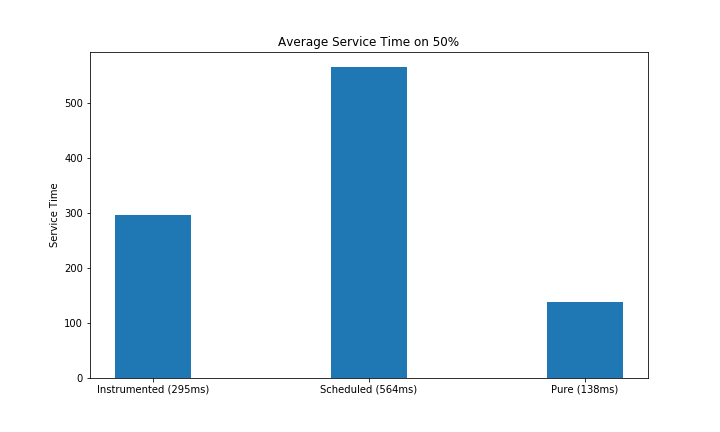 Average Service Time on 50%
Service Time
500
400
300
200
100
0
Instrumented (295ms)
Scheduled (564ms)
Pure (138ms)